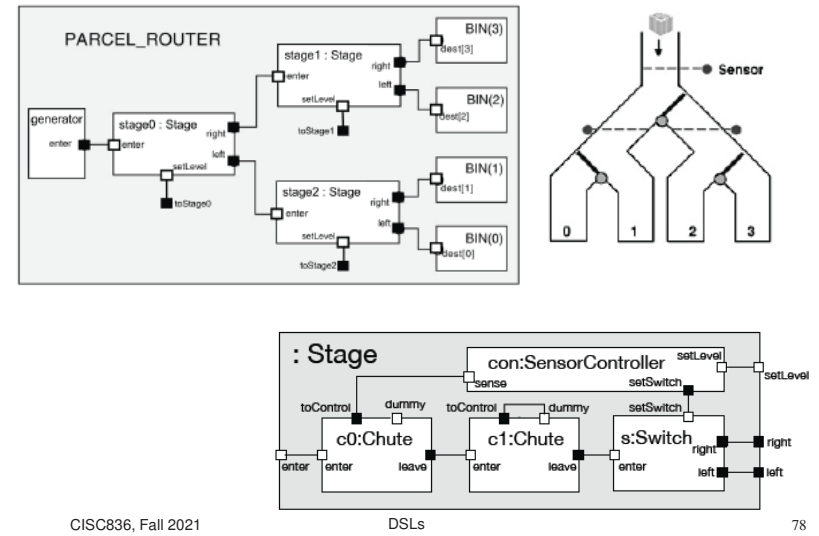 PARCEL_ROUTER
generator
enter
stage0 : Stage
enter
right
left
setLevel
toStage0
stage1 : Stage
enter
right
left
setLevel
toStage1
stage2 : Stage
enter
right
left
setLevel
toStage2
BIN(3)
dest[3]
BIN(2)
dest[2]
BIN(1)
dest[1]
BIN(0)
dest[0]
Sensor
0 1 2 3
: Stage
con:SensorController
setLevel
setLevel
sense
setSwitch
toControl
dummy
toControl
dummy
setSwitch
c0:Chute
c1:Chute
s:Switch
right
right
enter
enter
leave
enter
leave
enter
left
left
CISC836, Fall 2021
DSLs
78